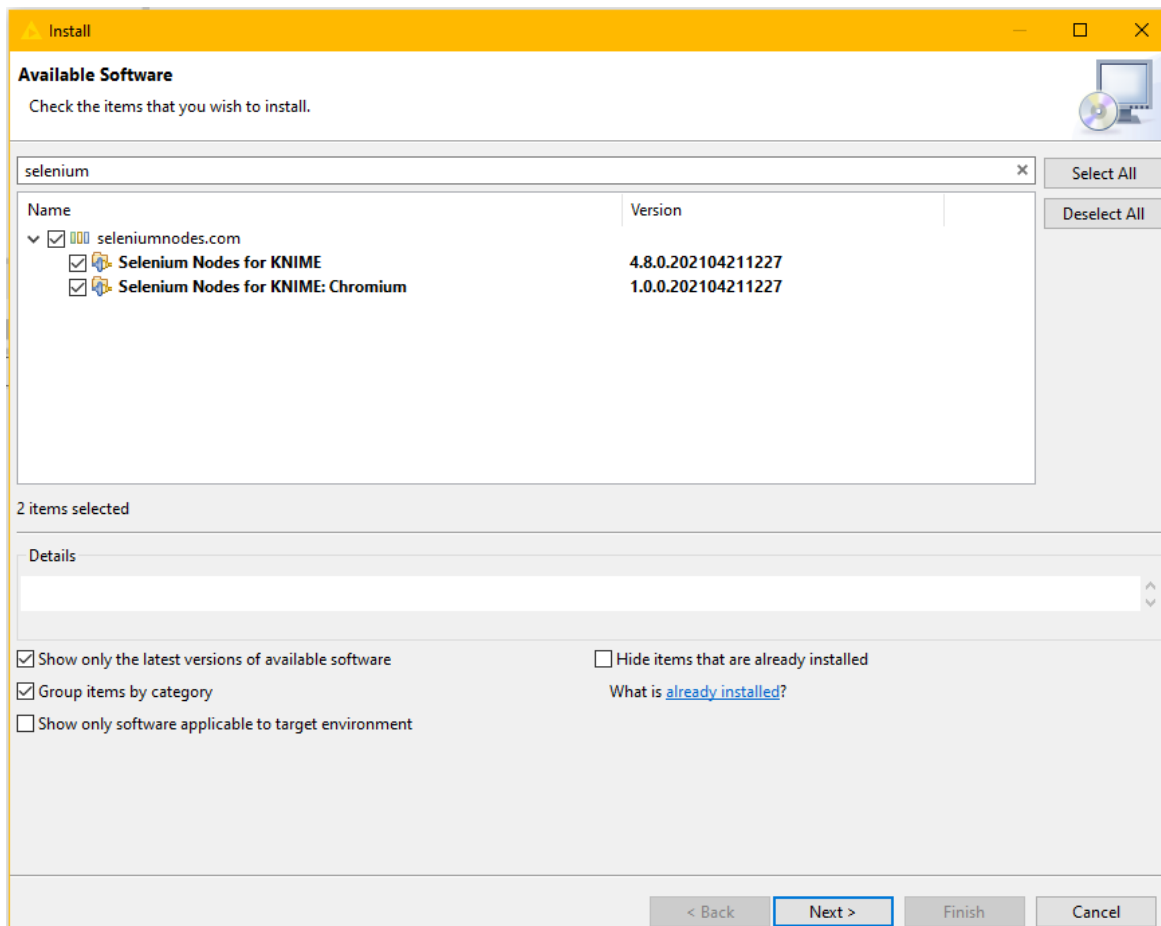 Install
Available Software
Check the items that you wish to install.
selenium
Select All
Deselect All
Name Version
seleniumnodes.com
Selenium Nodes for KNIME 4.8.0.202104211227
Selenium Nodes for KNIME: Chromium 1.0.0.202104211227
2 items selected
Details
Show only the latest versions of available software Hide items that are already installed
Group items by category What is already installed?
Show only software applicable to target environment
< Back Next > Finish Cancel